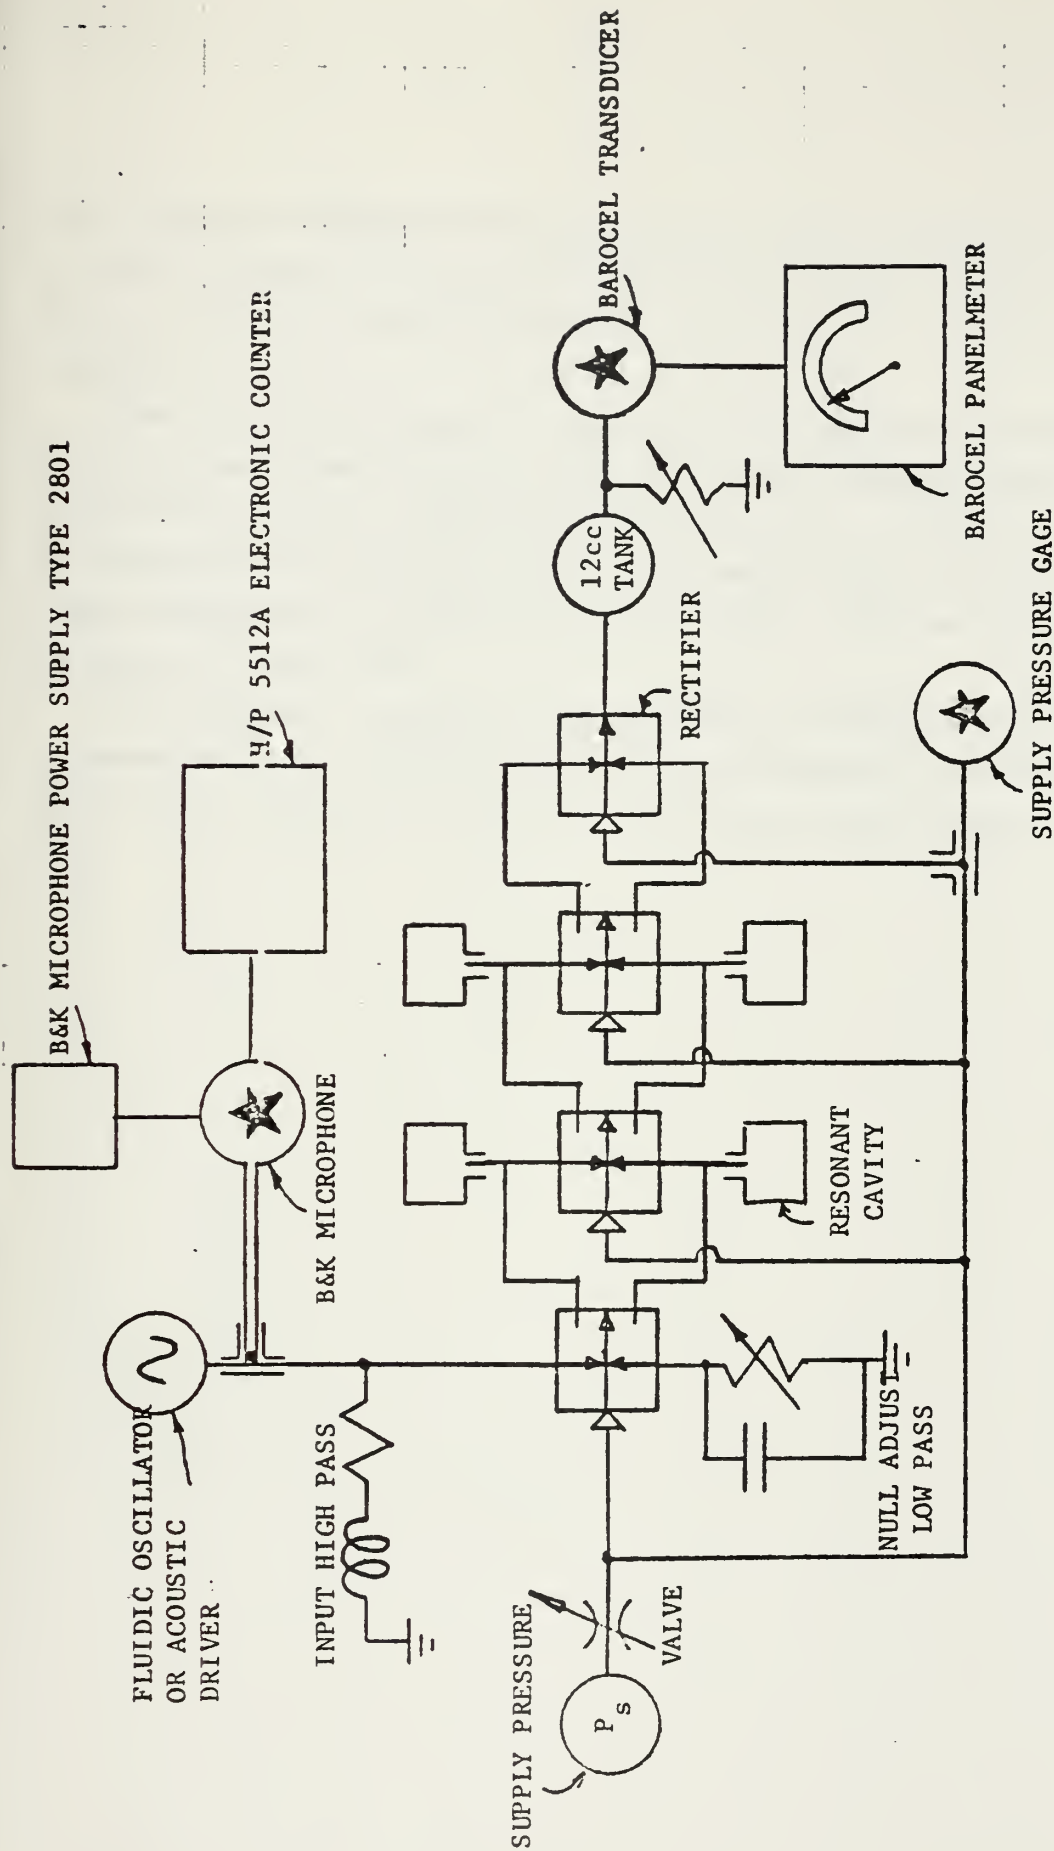 B&K MICROPHONE POWER SUPPLY TYPE 2801
H/P 5512A ELECTRONIC COUNTER
FLUIDIC OSCILLATOR
OR ACOUSTIC
DRIVER
B&K MICROPHONE
INPUT HIGH PASS
BAROCEL TRANSDUCER
12cc
TANK
RECTIFIER
SUPPLY PRESSURE
P s
VALVE
RESONANT
CAVITY
NULL ADJUST
LOW PASS
BAROCEL PANELMETER
SUPPLY PRESSURE GAGE